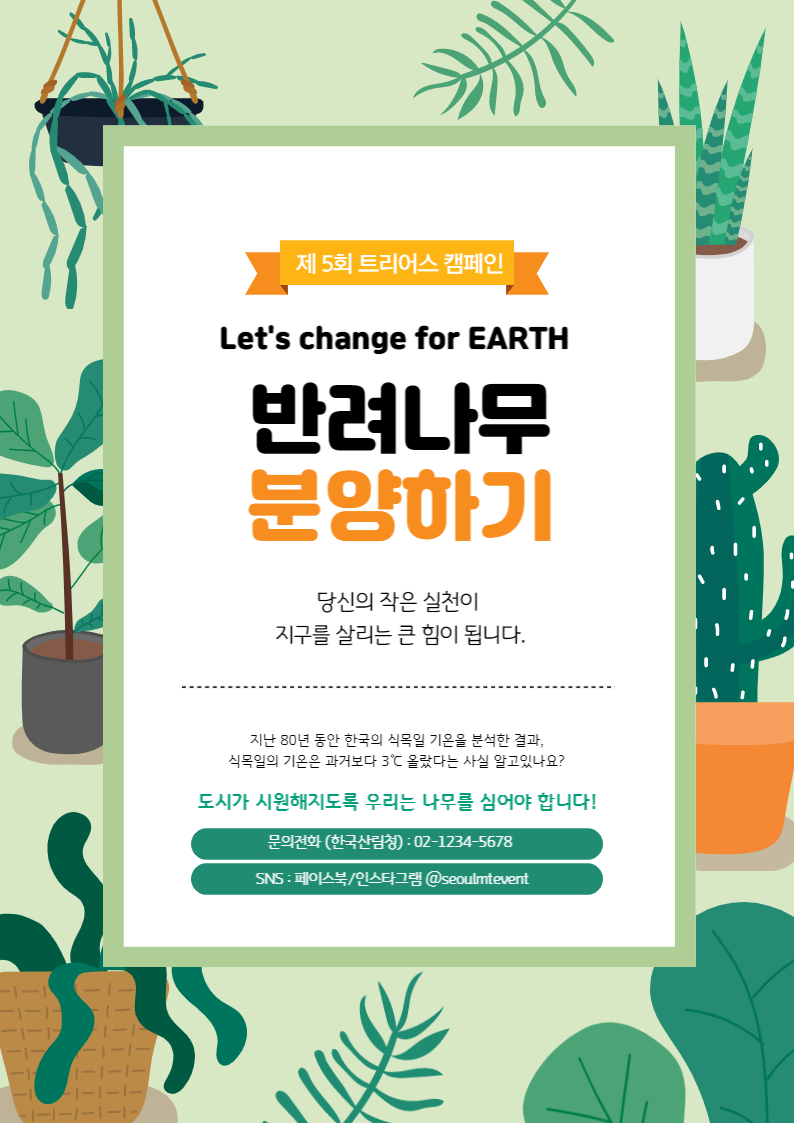 제 5회 트리어스 캠페인
Let's change for EARTH
반려나무
분양하기
당신의 작은 실천이
지구를 살리는 큰 힘이 됩니다.
지난 80년 동안 한국의 식목일 기온을 분석한 결과,
식목일의 기온은 과거보다 3℃ 올랐다는 사실 알고있나요?
도시가 시원해지도록 우리는 나무를 심어야 합니다!
문의전화 (한국산림청) : 02-1234-5678
SNS : 페이스북/인스타그램 @seoulmtevent